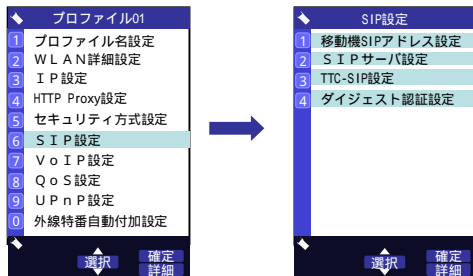 プロファイル01
1 プロファイル名設定
2 ＷＬＡＮ詳細設定
3 ＩＰ設定
4 HTTP Proxy設定
5 セキュリティ方式設定
6 ＳＩＰ設定
7 ＶｏＩＰ設定
8 ＱｏＳ設定
9 ＵＰｎＰ設定
0 外線特番自動付加設定
選択
確定
詳細
SIP設定
1 移動機SIPアドレス設定
2 ＳＩＰサーバ設定
3 TTC-SIP設定
4 ダイジェスト認証設定
選択
確定
詳細